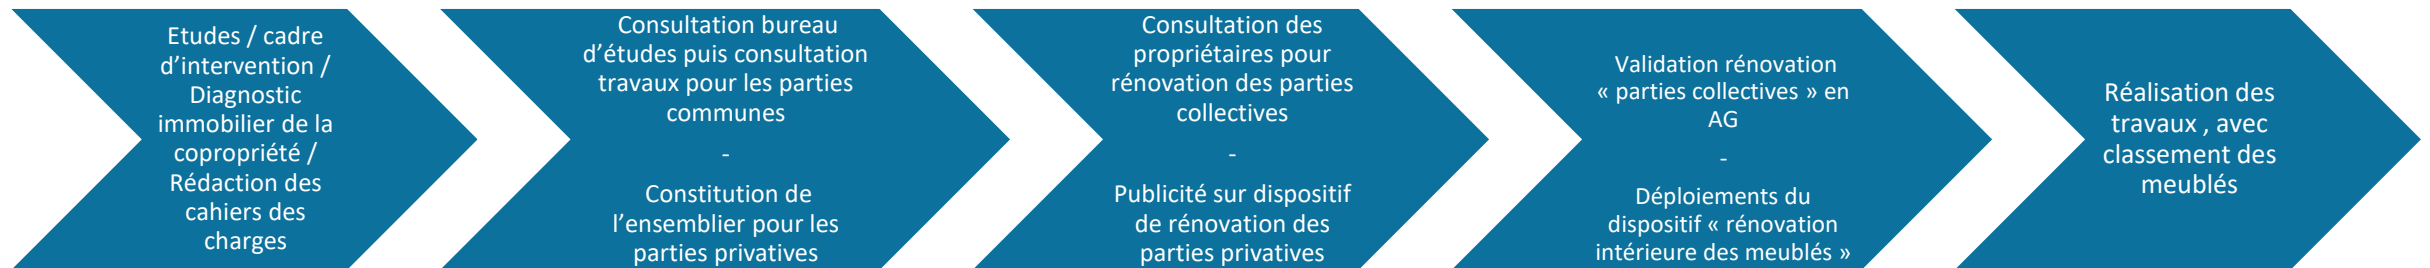 Etudes / cadre
d’intervention /
Diagnostic
immobilier de la
copropriété /
Rédaction des
cahiers des
charges
Consultation bureau
d’études puis consultation
travaux pour les parties
communes
-
Constitution de
l’ensemblier pour les
parties privatives
Consultation des
propriétaires pour
rénovation des parties
collectives
-
Publicité sur dispositif
de rénovation des
parties privatives
Validation rénovation
« parties collectives » en
AG
-
Déploiements du
dispositif « rénovation
intérieure des meublés »
Réalisation des
travaux , avec
classement des
meublés